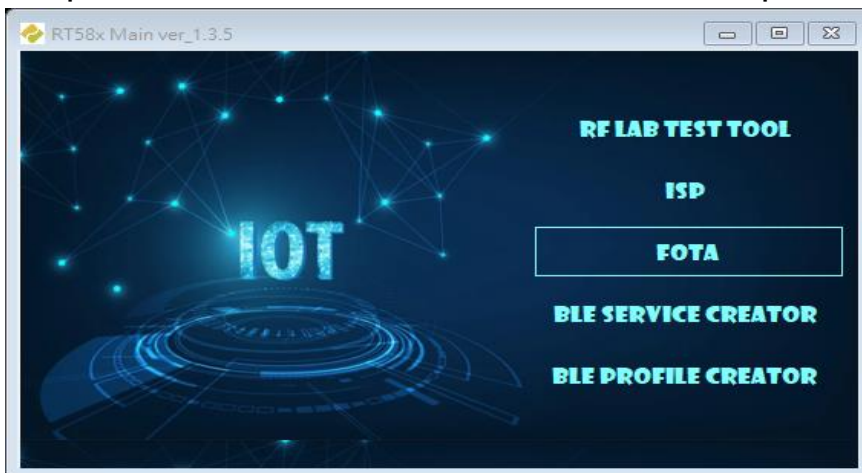 RT58x Main ver_1.3.5
RF LAB TEST TOOL
ISP
IOT
FOTA
BLE SERVICE CREATOR
BLE PROFILE CREATOR